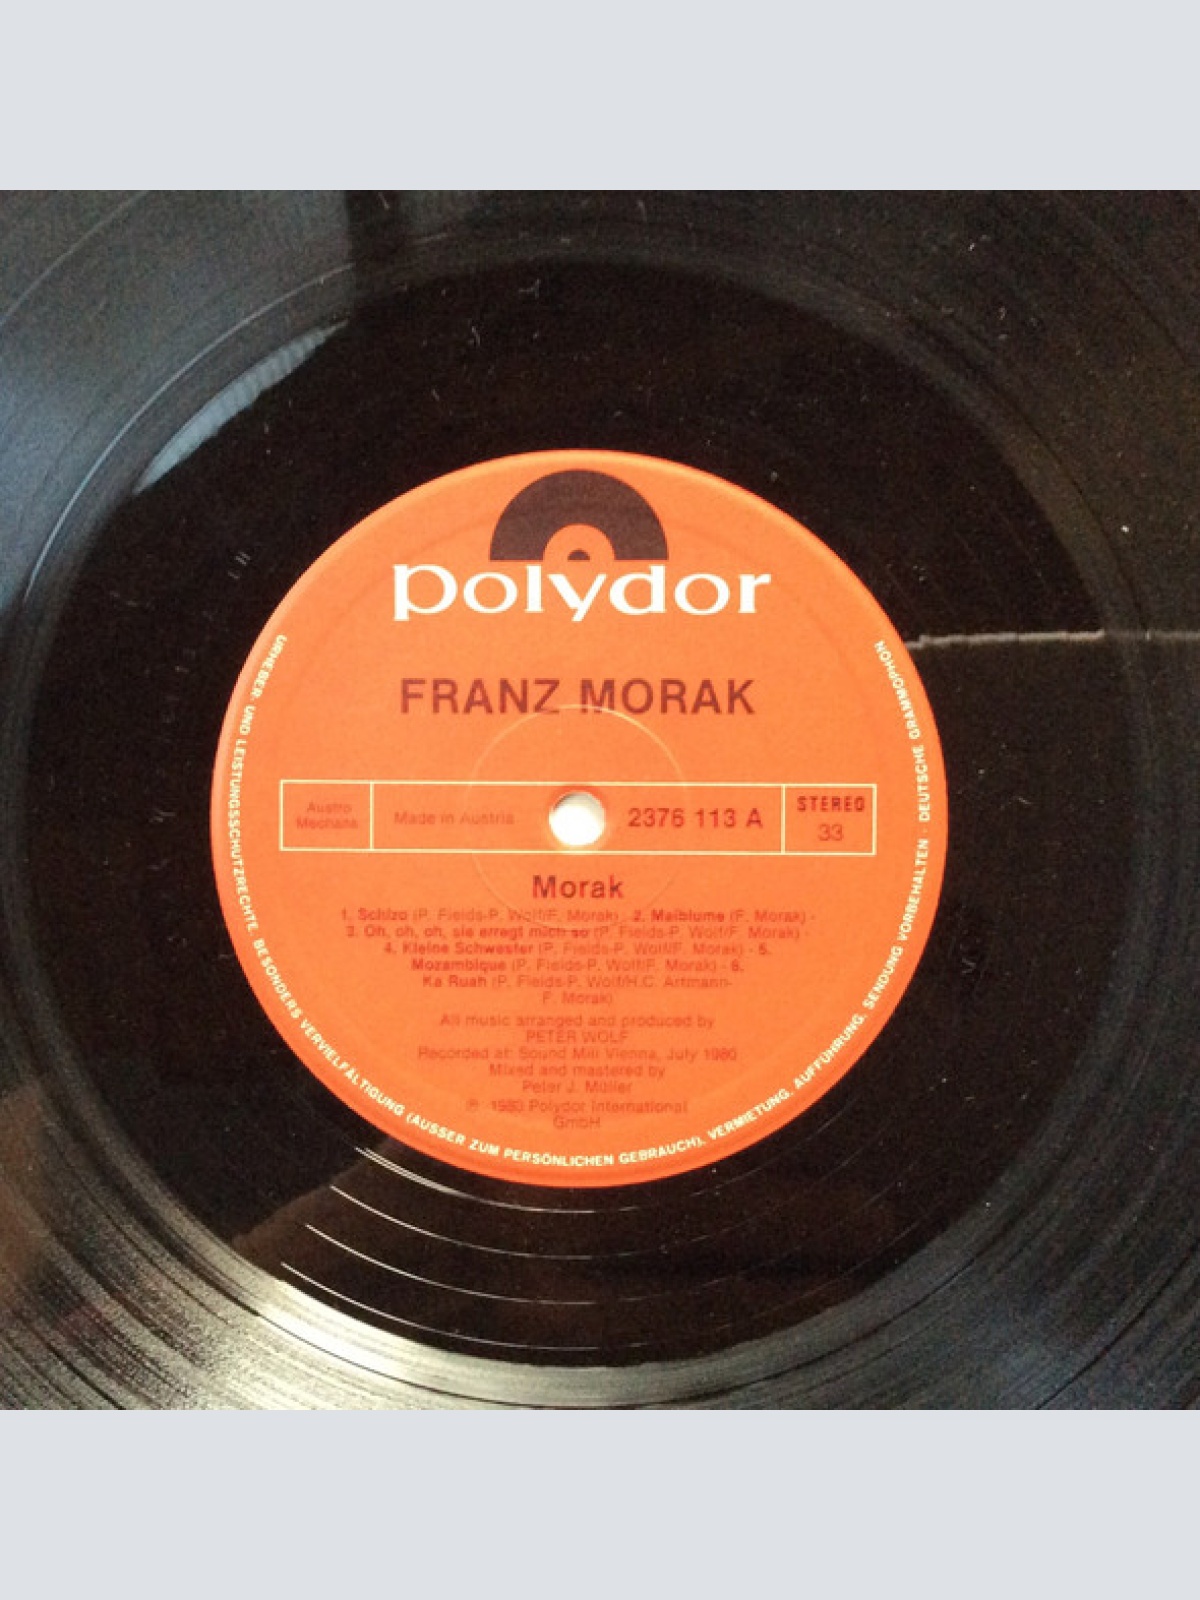 polydor
FRANZ MORAK
Austro
Mechana
Made in Austria
2376 113 A
STEREO
33
Morak
1. Schizo (P. Fields-P. Wolf/F. Morak) · 2. Maiblume (F. Morak) -
3. Oh, oh, oh, sie erregt mich so (P. Fields-P. Wolf/F. Morak) -
4. Kleine Schwester (P. Fields-P. Wolf/F. Morak) - 5.
Mozambique (P. Fields-P. Wolf/F. Morak) - 6.
Ka Ruah (P. Fields-P. Wolf/H.C. Artmann-
F. Morak)
All music arranged and produced by
PETER WOLF
Recorded at: Sound Mill Vienna, July 1980
Mixed and mastered by
Peter J. Müller
℗ 1980 Polydor International
GmbH
URHEBER- UND LEISTUNGSSCHUTZRECHTE, BESONDERS VERVIELFÄLTIGUNG (AUSSER ZUM PERSÖNLICHEN GEBRAUCH), VERMIETUNG, AUFFÜHRUNG, SENDUNG VORBEHALTEN · DEUTSCHE GRAMMOPHON